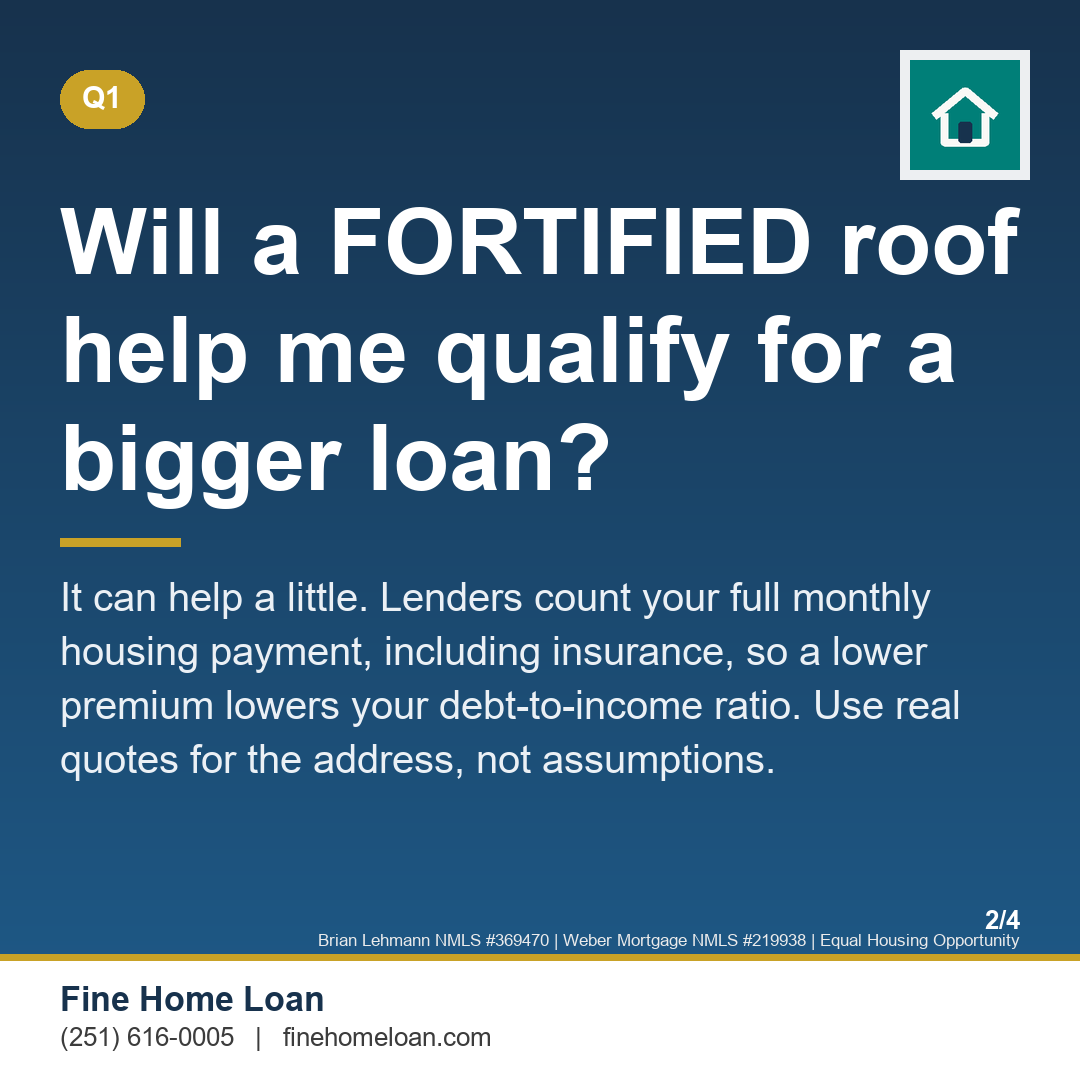 Q1
Will a FORTIFIED roof
help me qualify for a
bigger loan?
It can help a little. Lenders count your full monthly
housing payment, including insurance, so a lower
premium lowers your debt-to-income ratio. Use real
quotes for the address, not assumptions.
2/4
Brian Lehmann NMLS #369470 | Weber Mortgage NMLS #219938 | Equal Housing Opportunity
Fine Home Loan
(251) 616-0005 | finehomeloan.com